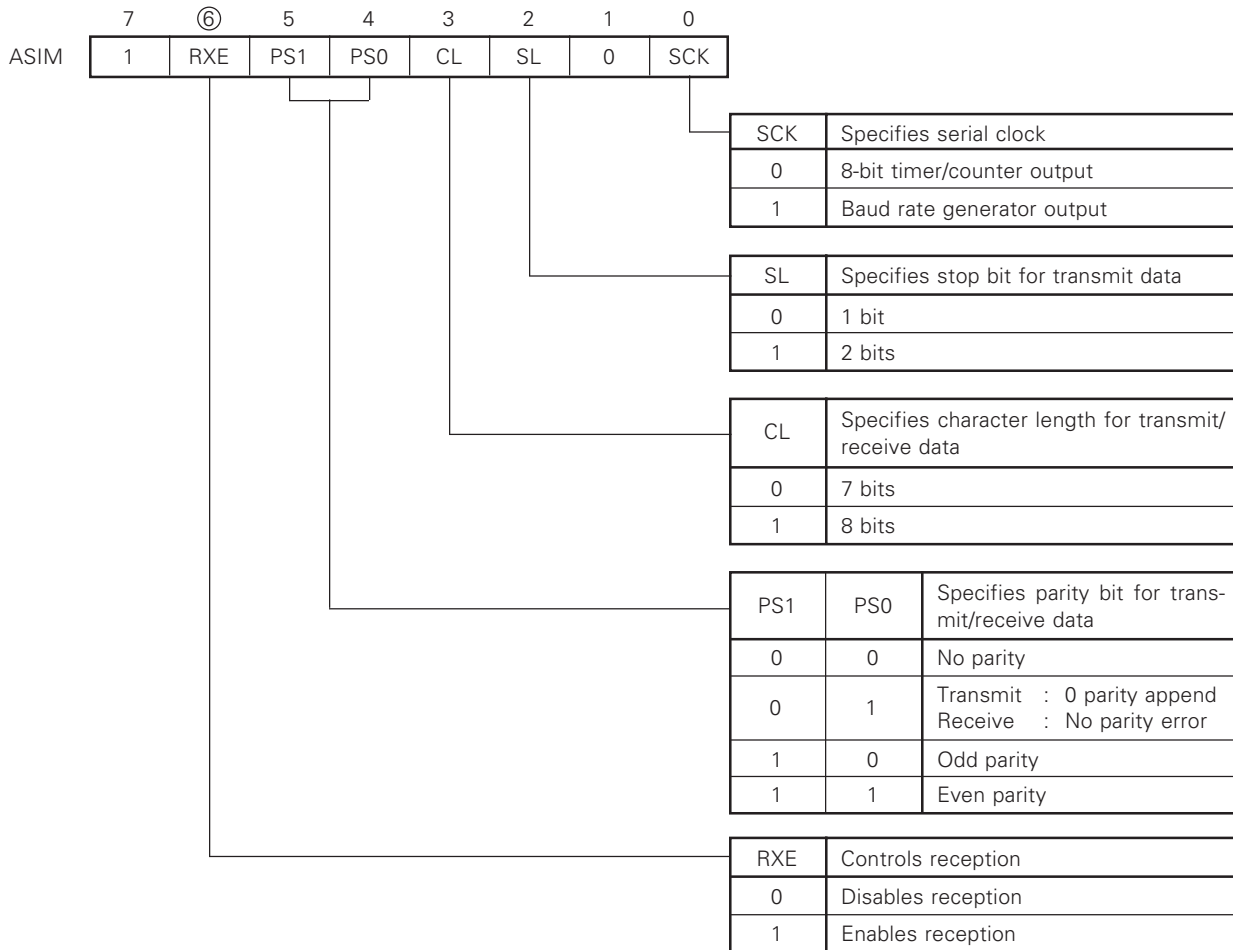 7 ⑥ 5 4 3 2 1 0
ASIM 1 RXE PS1 PS0 CL SL 0 SCK
SCK Specifies serial clock
0 8-bit timer/counter output
1 Baud rate generator output
SL Specifies stop bit for transmit data
0 1 bit
1 2 bits
CL Specifies character length for transmit/
receive data
0 7 bits
1 8 bits
PS1 PS0 Specifies parity bit for trans-
mit/receive data
0 0 No parity
0 1 Transmit : 0 parity append
Receive : No parity error
1 0 Odd parity
1 1 Even parity
RXE Controls reception
0 Disables reception
1 Enables reception